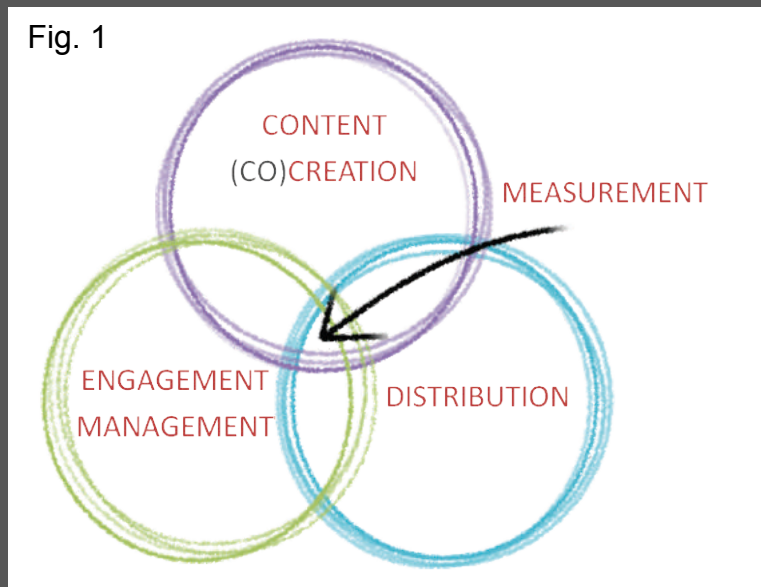 Fig. 1
CONTENT
(CO)CREATION
MEASUREMENT
ENGAGEMENT
MANAGEMENT
DISTRIBUTION